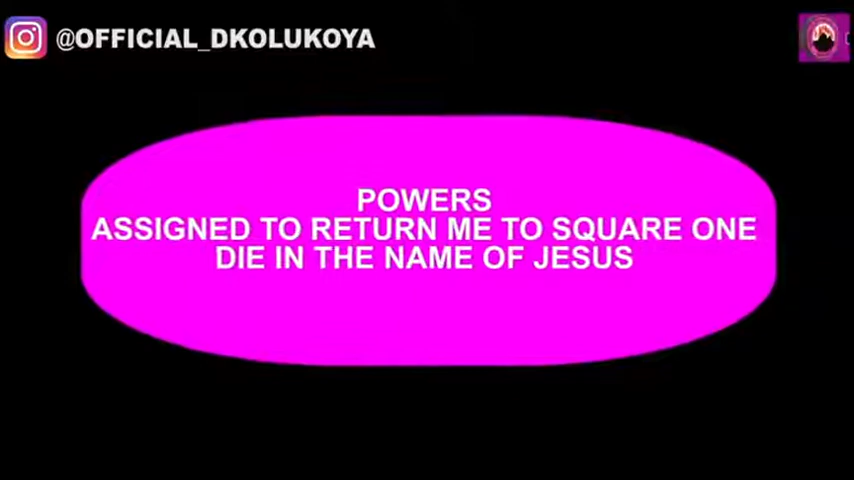 @OFFICIAL_DKOLUKOYA
POWERS
ASSIGNED TO RETURN ME TO SQUARE ONE
DIE IN THE NAME OF JESUS